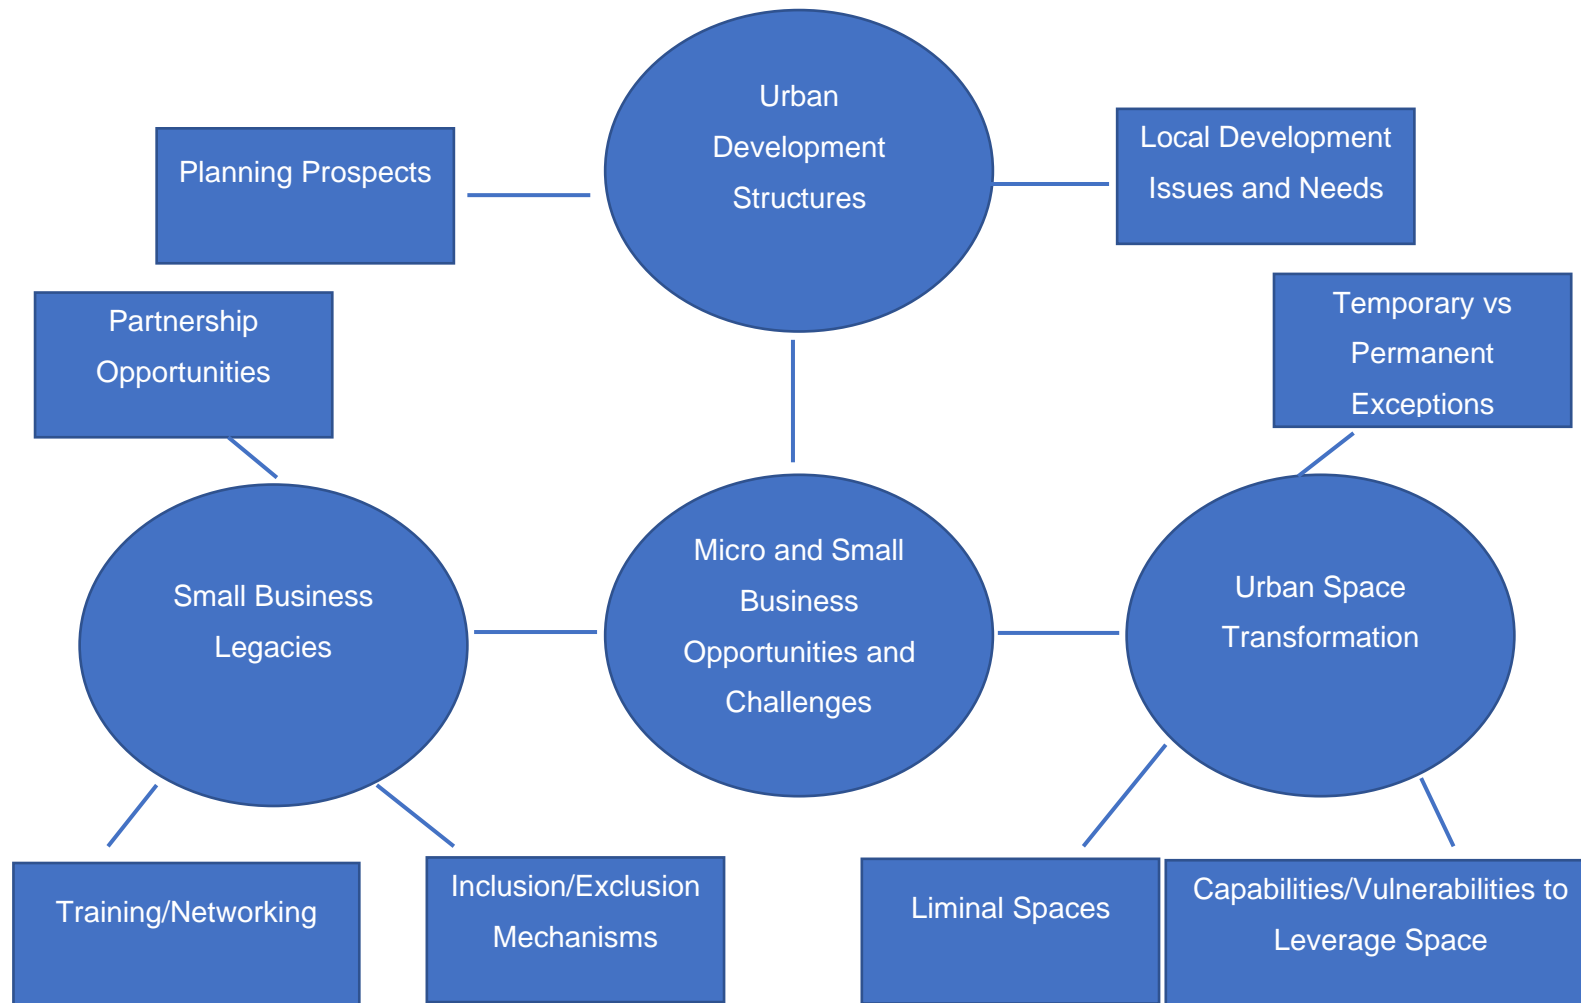 Urban
Development
Structures
Planning Prospects
Local Development
Issues and Needs
Partnership
Opportunities
Temporary vs
Permanent
Exceptions
Small Business
Legacies
Micro and Small
Business
Opportunities and
Challenges
Urban Space
Transformation
Training/Networking
Inclusion/Exclusion
Mechanisms
Liminal Spaces
Capabilities/Vulnerabilities to
Leverage Space